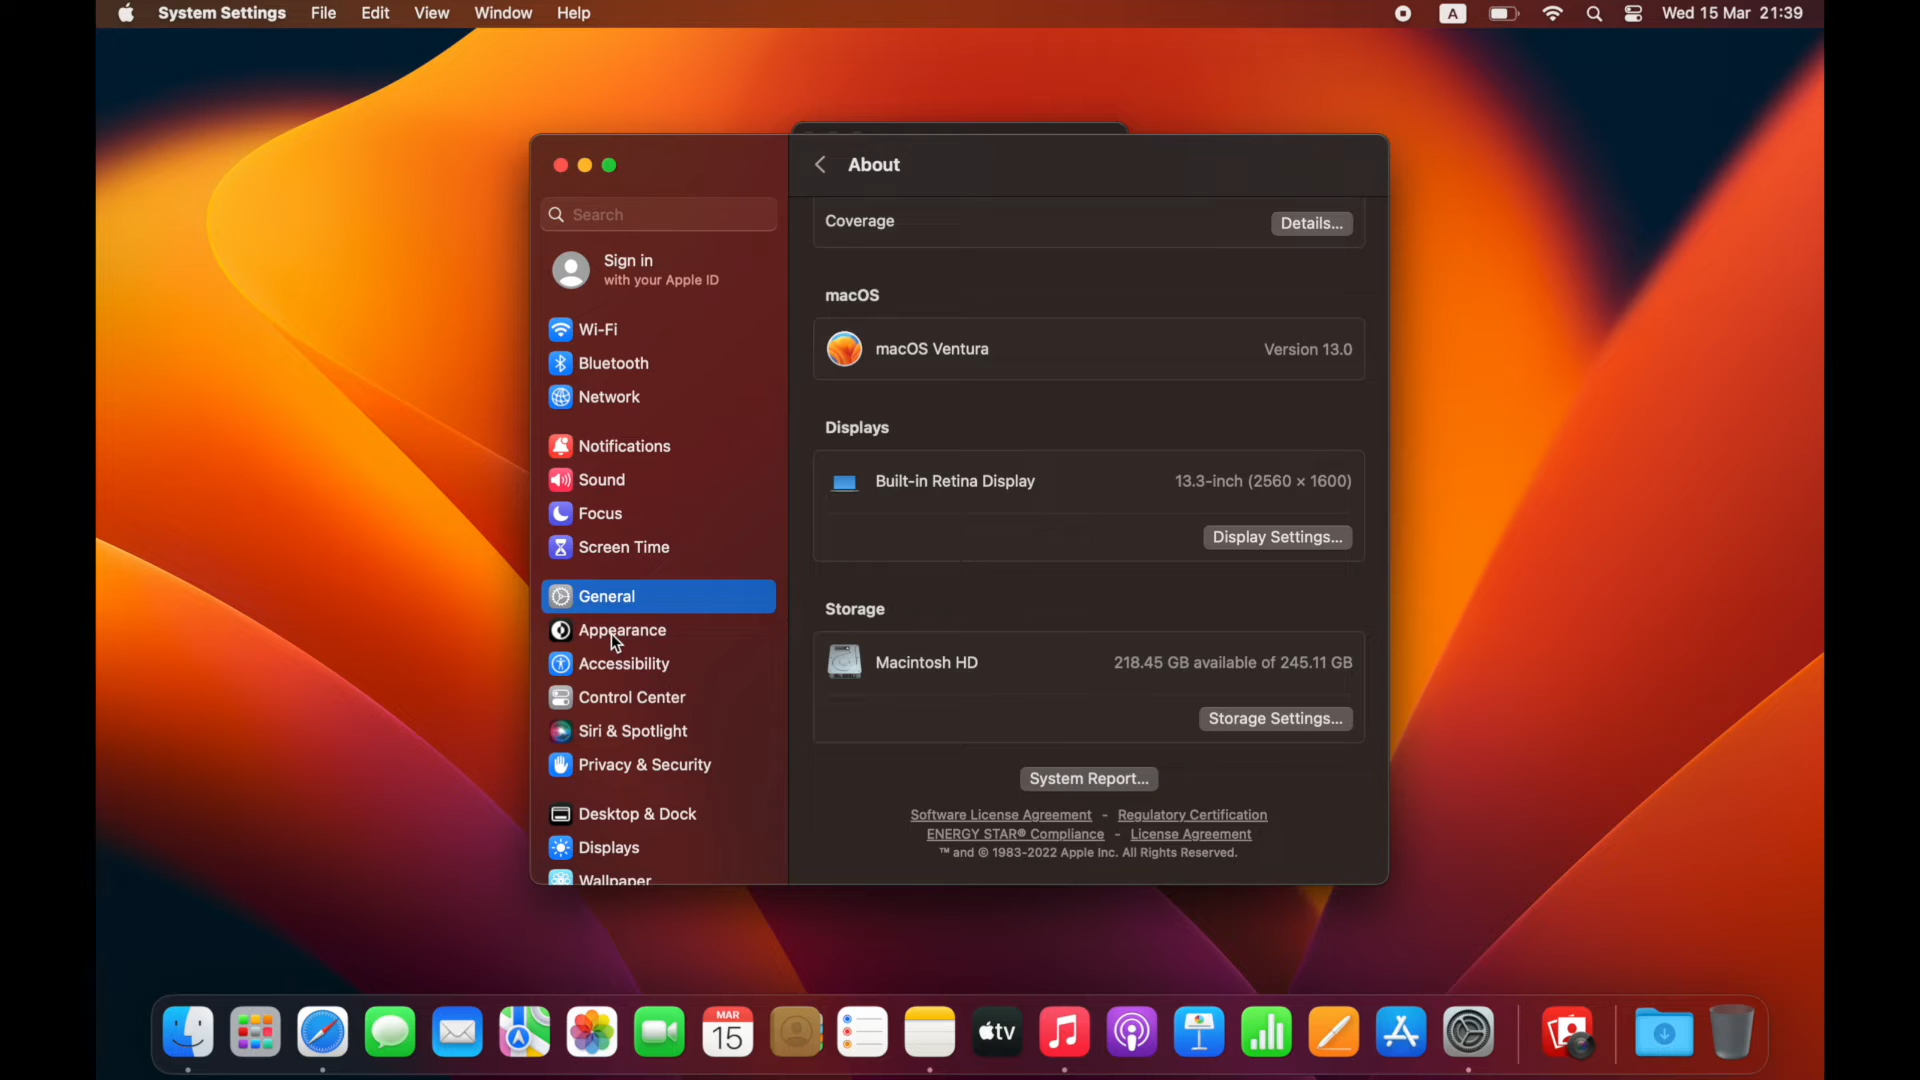 System Settings File Edit View Window Help A Wed 15 Mar 21:39
About
Search
Sign in
with your Apple ID
Wi-Fi
Bluetooth
Network
Notifications
Sound
Focus
Screen Time
General
Appearance
Accessibility
Control Center
Siri & Spotlight
Privacy & Security
Desktop & Dock
Displays
Wallpaper
Coverage Details...
macOS
macOS Ventura Version 13.0
Displays
Built-in Retina Display 13.3-inch (2560 × 1600)
Display Settings...
Storage
Macintosh HD 218.45 GB available of 245.11 GB
Storage Settings...
System Report...
Software License Agreement - Regulatory Certification
ENERGY STAR® Compliance - License Agreement
™ and © 1983-2022 Apple Inc. All Rights Reserved.
MAR
15
tv